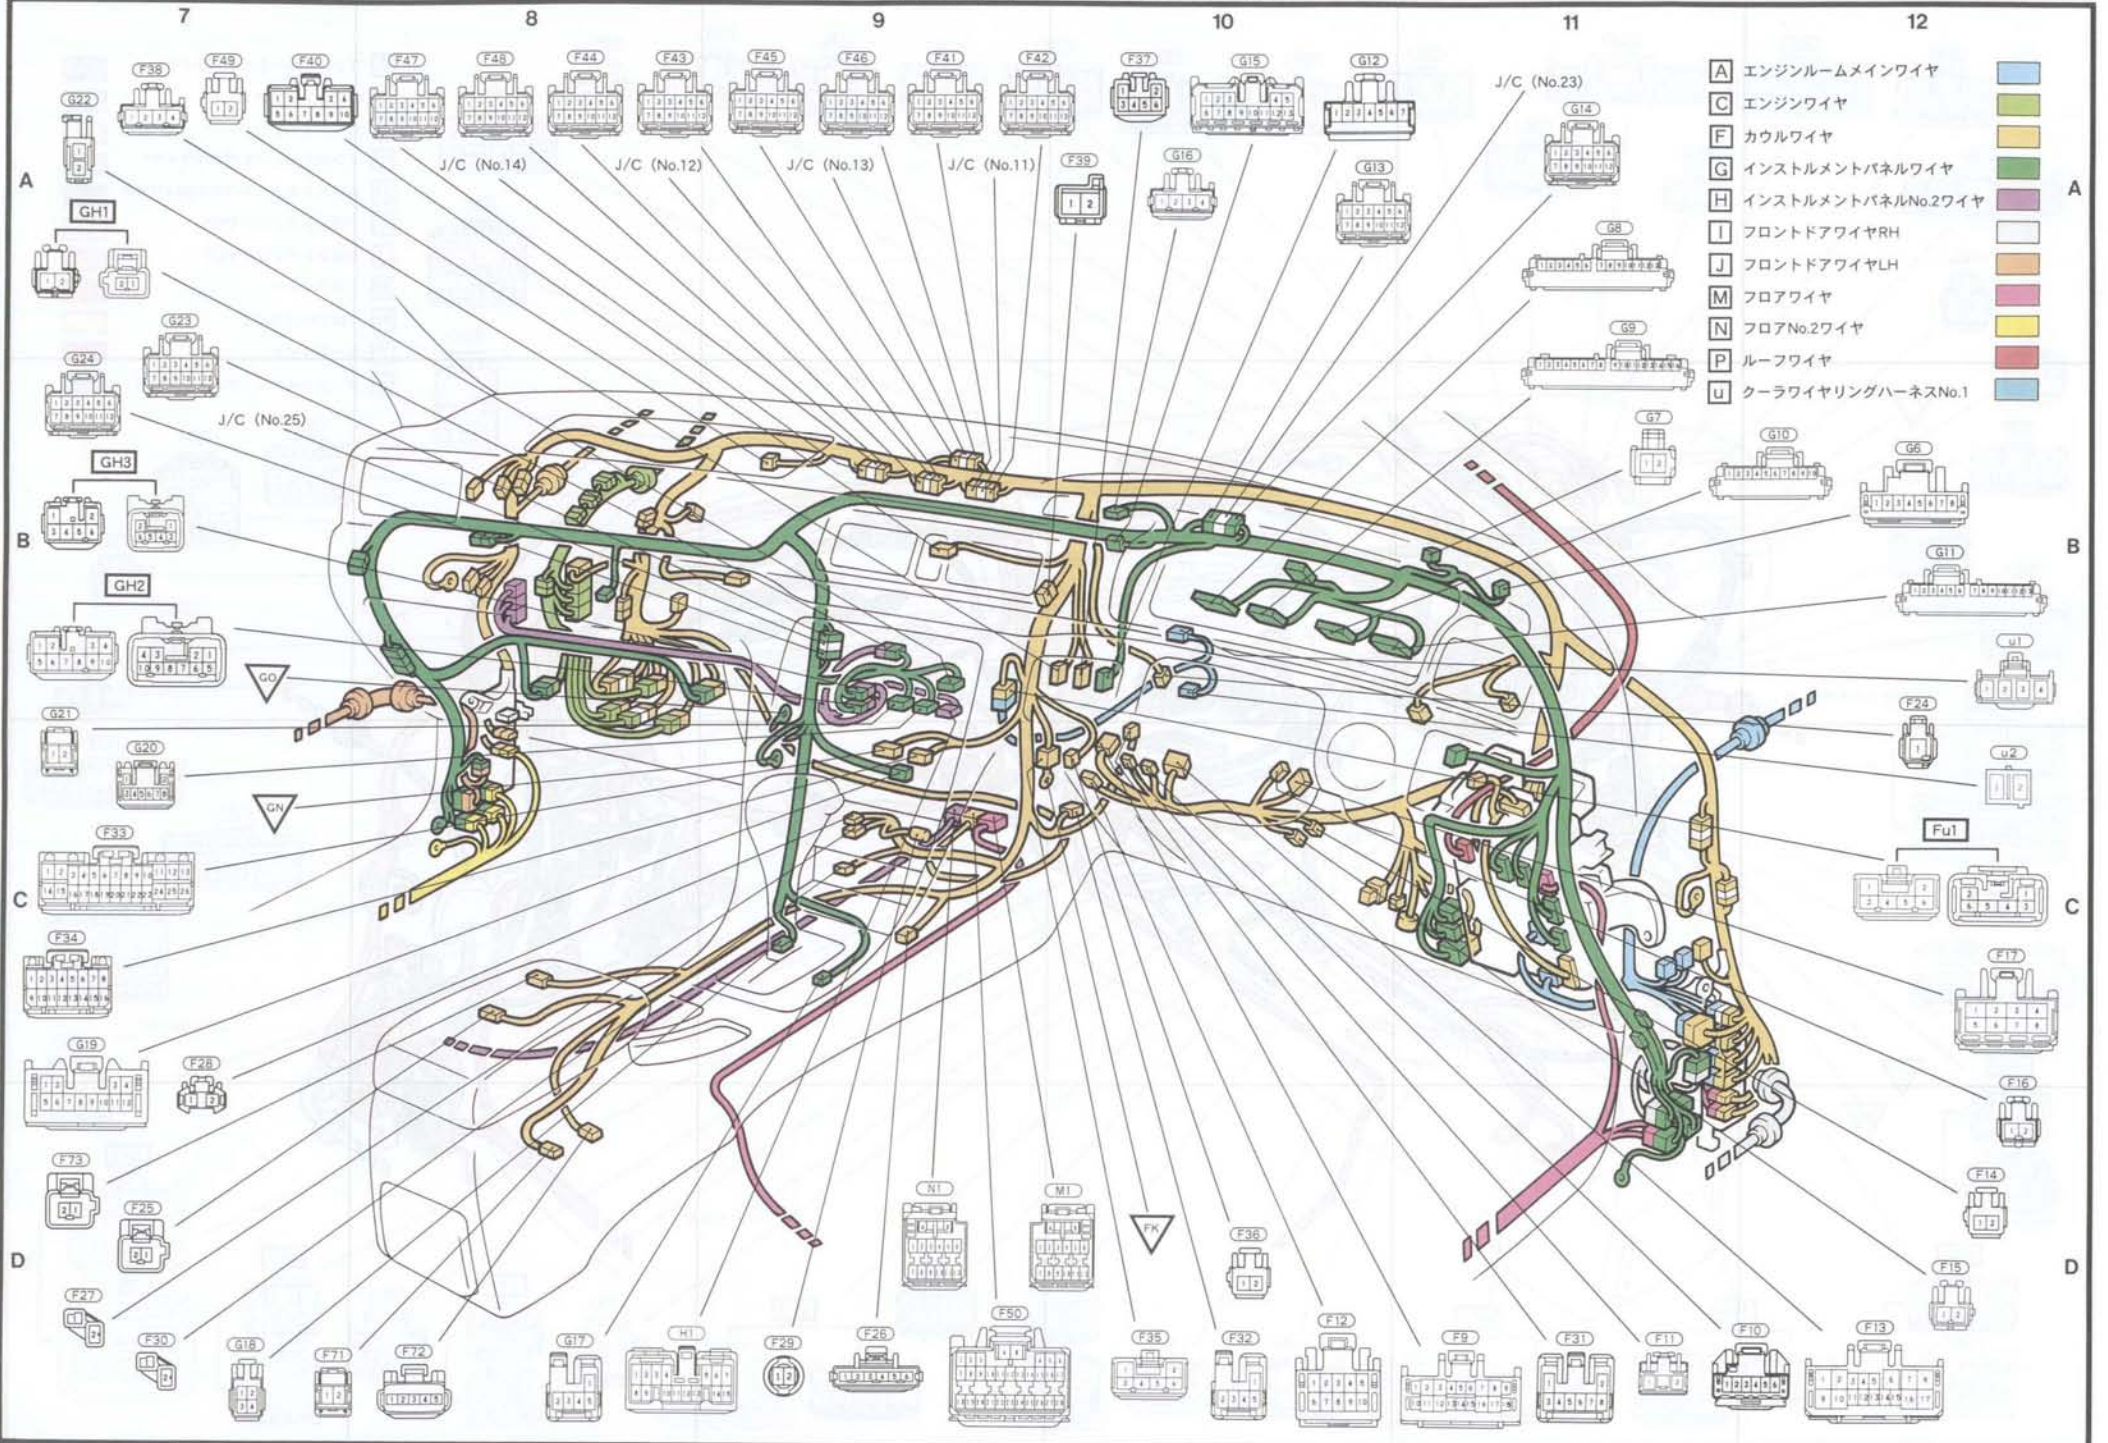 7 8 9 10 11 12
F38 F49 F40 F47 F48 F44 F43 F45 F46 F41 F42 F37 G15 G12
J/C (No.23)
G22
G14
J/C (No.14) J/C (No.12) J/C (No.13) J/C (No.11)
F39 G16 G13
A A
GH1
A エンジンルームメインワイヤ
C エンジンワイヤ
F カウルワイヤ
G インストルメントパネルワイヤ
H インストルメントパネルNo.2ワイヤ
I フロントドアワイヤRH
J フロントドアワイヤLH
M フロアワイヤ
N フロアNo.2ワイヤ
P ルーフワイヤ
u クーラワイヤリングハーネスNo.1
G8
G9
G23
G24
J/C (No.25)
G7
G10
G6
GH3
B B
G11
GH2
u1
GO
G21
F24
G20
u2
GN
F33
Fu1
C C
F34
F17
G19 F28
F16
F73
F14
F25
N1 M1
FK
F36
D D
F15
F27
F30
G18 F71 F72 G17 H1 F29 F26 F50 F35 F32 F12 F9 F31 F11 F10 F13